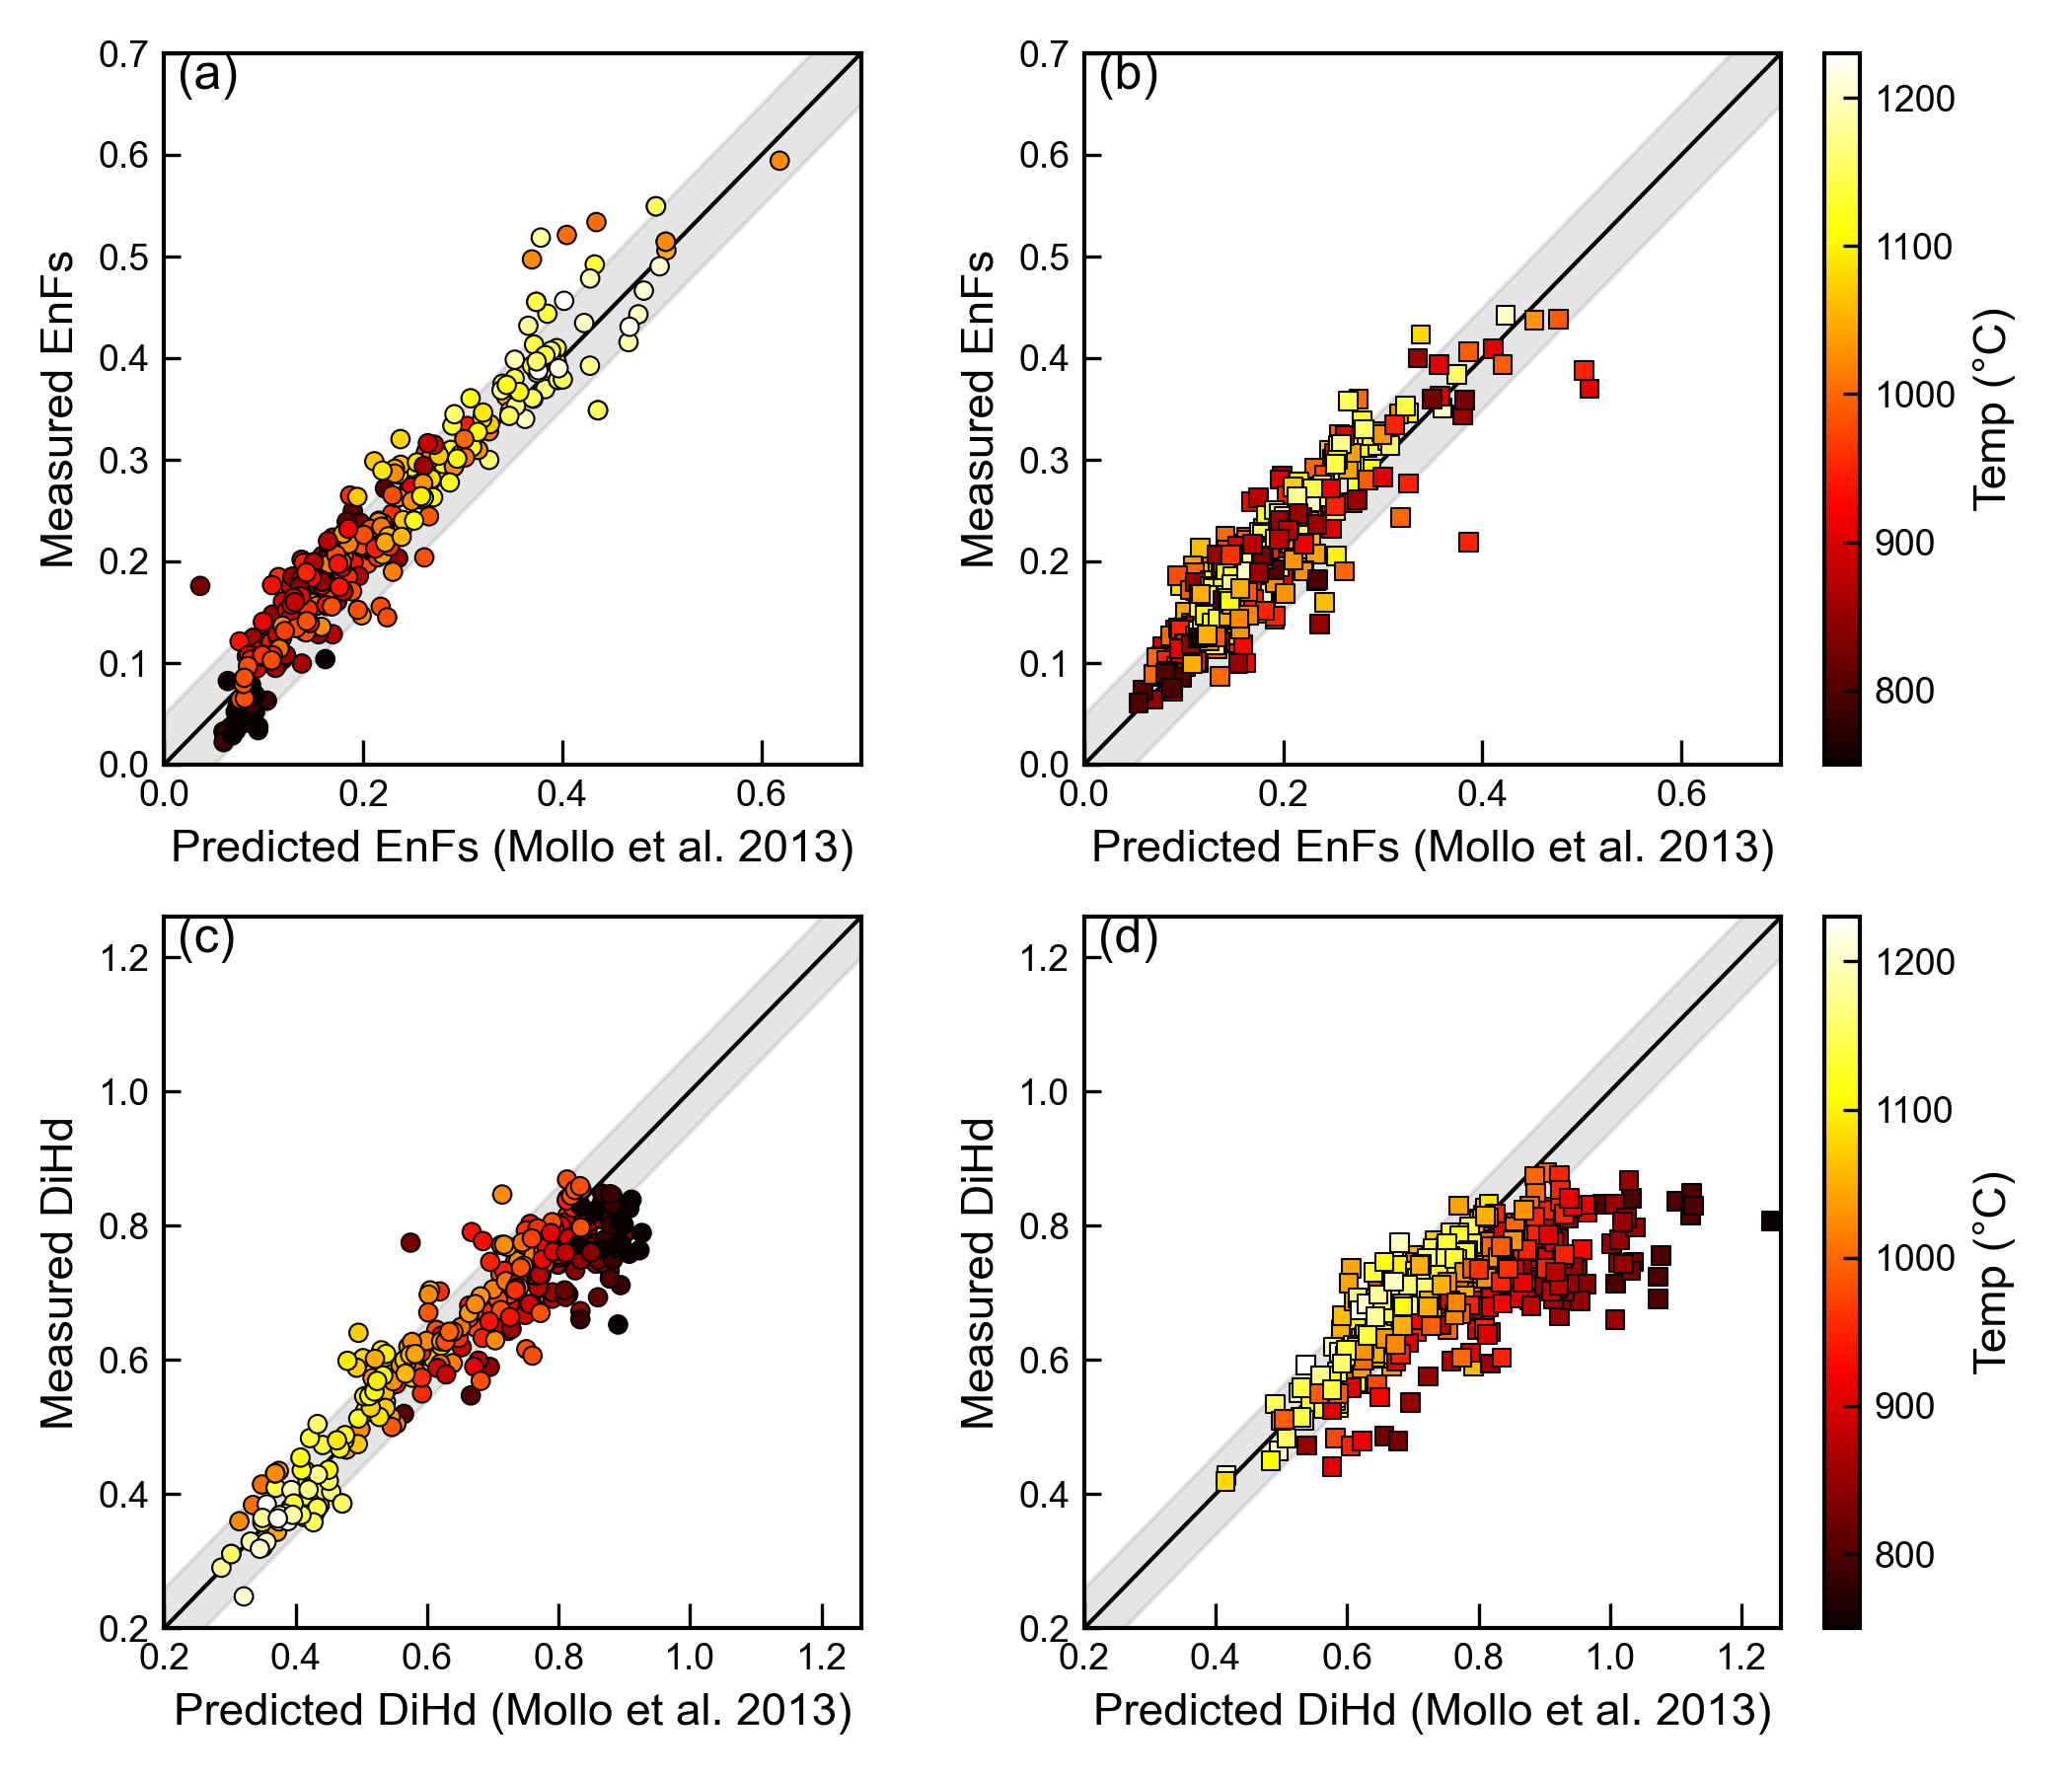 (a)
0.7
0.6
0.5
0.4
0.3
0.2
0.1
0.0
Measured EnFs
0.0 0.2 0.4 0.6
Predicted EnFs (Mollo et al. 2013)
(b)
0.7
0.6
0.5
0.4
0.3
0.2
0.1
0.0
Measured EnFs
0.0 0.2 0.4 0.6
Predicted EnFs (Mollo et al. 2013)
1200
1100
1000
900
800
Temp (°C)
(c)
1.2
1.0
0.8
0.6
0.4
0.2
Measured DiHd
0.2 0.4 0.6 0.8 1.0 1.2
Predicted DiHd (Mollo et al. 2013)
(d)
1.2
1.0
0.8
0.6
0.4
0.2
Measured DiHd
0.2 0.4 0.6 0.8 1.0 1.2
Predicted DiHd (Mollo et al. 2013)
1200
1100
1000
900
800
Temp (°C)